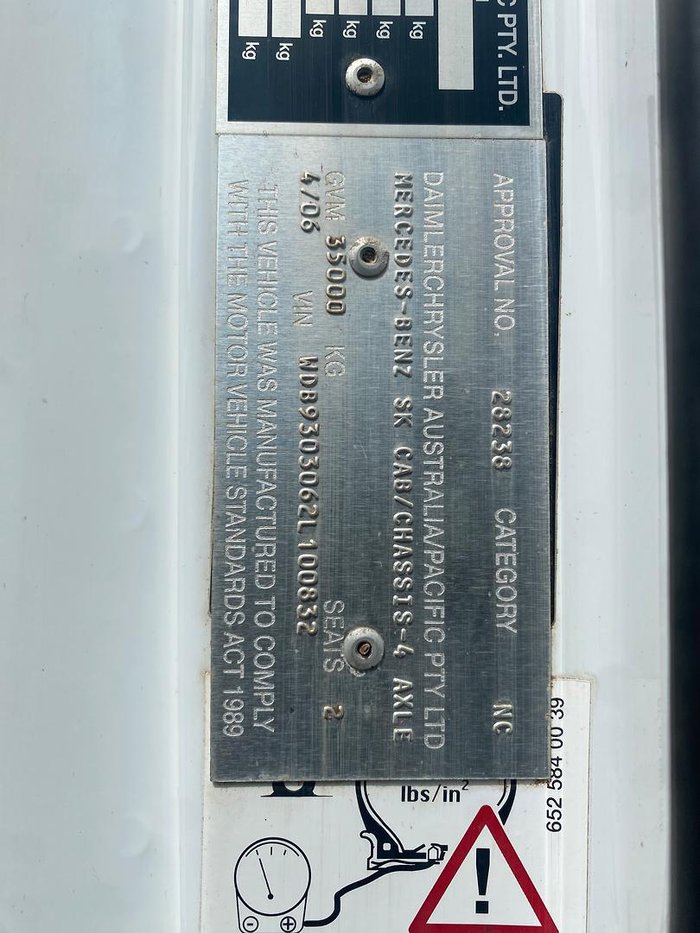 C PTY. LTD.
kg
kg
kg
kg
kg
kg
APPROVAL NO. 28238 CATEGORY NC
DAIMLERCHRYSLER AUSTRALIA/PACIFIC PTY LTD
MERCEDES-BENZ SK CAB/CHASSIS-4 AXLE
GVM 35000 KG SEATS 2
4/06 VIN WDB9303062L100832
THIS VEHICLE WAS MANUFACTURED TO COMPLY
WITH THE MOTOR VEHICLE STANDARDS ACT 1989
652 584 00 39
lbs/in²